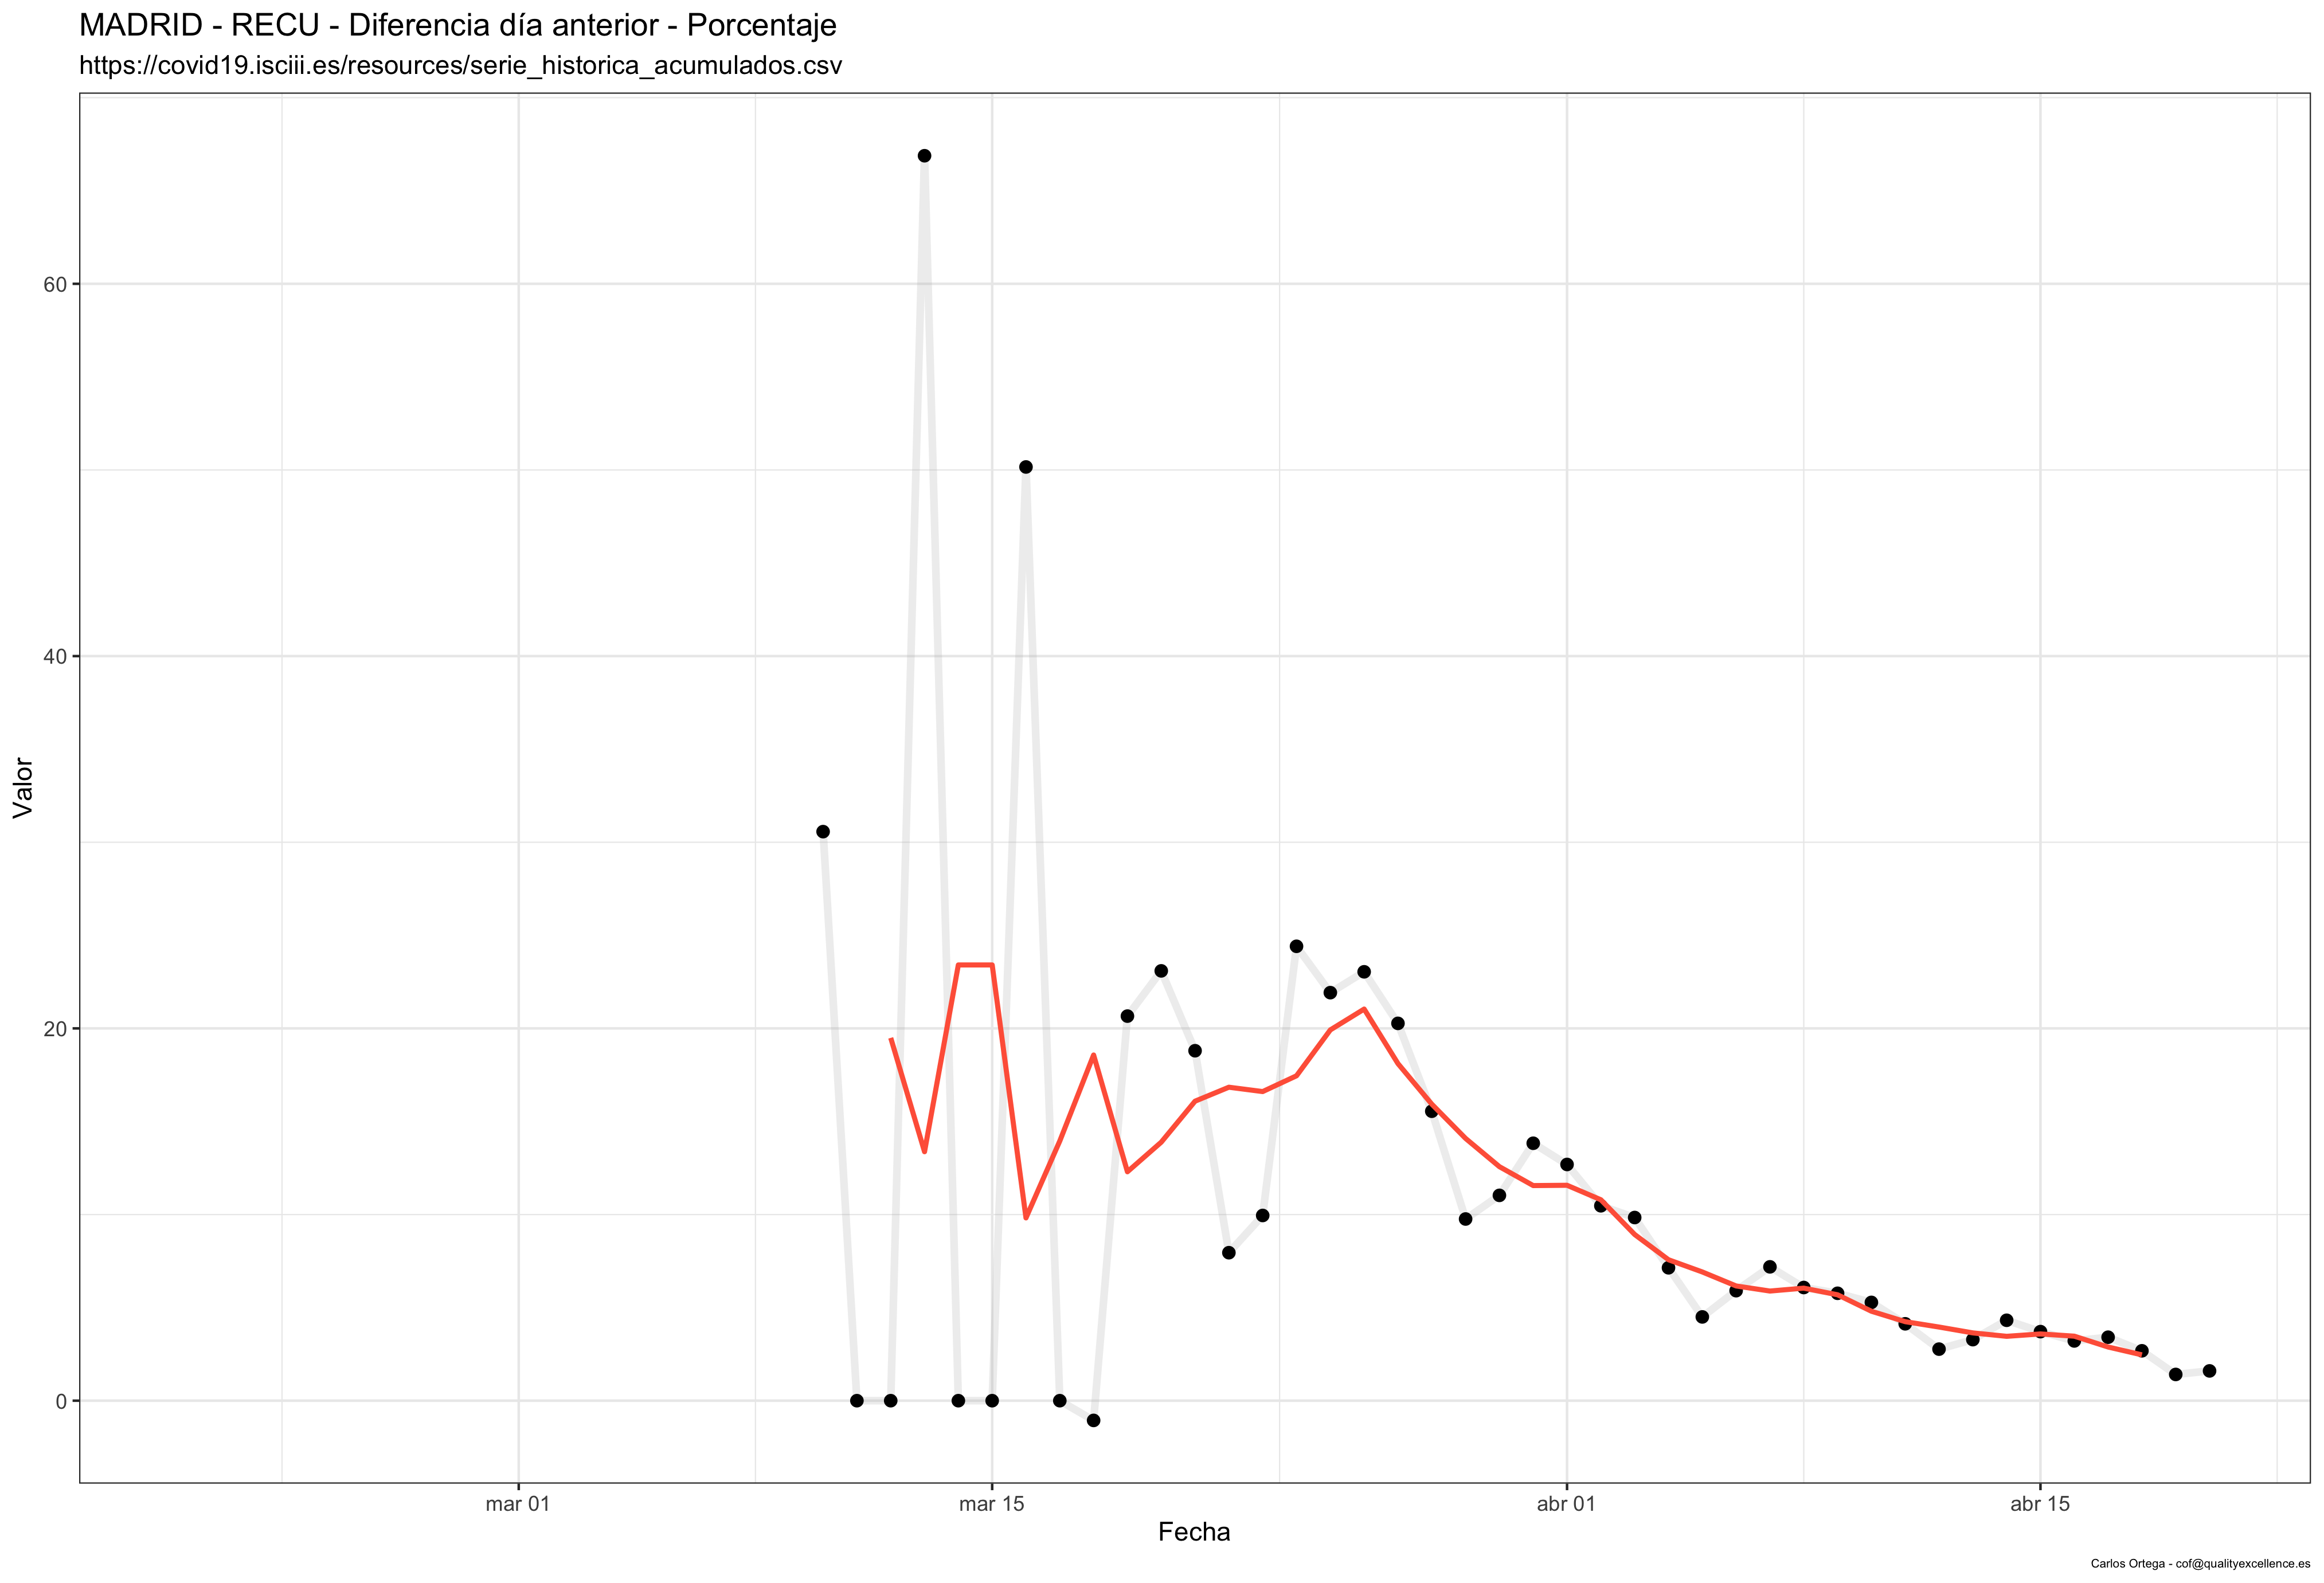 MADRID - RECU - Diferencia día anterior - Porcentaje
https://covid19.isciii.es/resources/serie_historica_acumulados.csv
60
40
20
0
Valor
mar 01
mar 15
abr 01
abr 15
Fecha
Carlos Ortega - cof@qualityexcellence.es